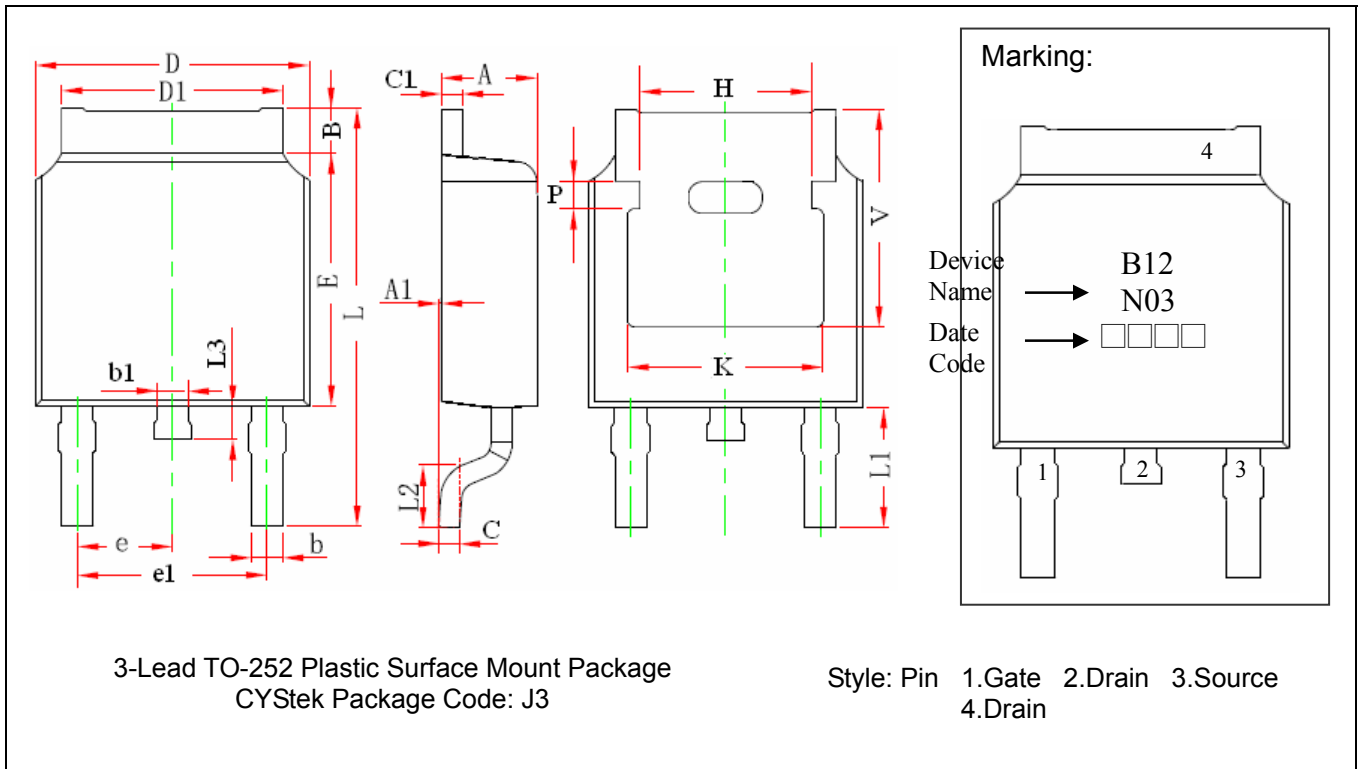 D
D1
B
E
L
L3
b1
e
e1
b
C1
A
A1
L2
C
H
P
V
K
L1
Marking:
4
Device
Name
B12
N03
Date
Code
□□□□
1
2
3
3-Lead TO-252 Plastic Surface Mount Package
CYStek Package Code: J3
Style: Pin 1.Gate 2.Drain 3.Source
4.Drain